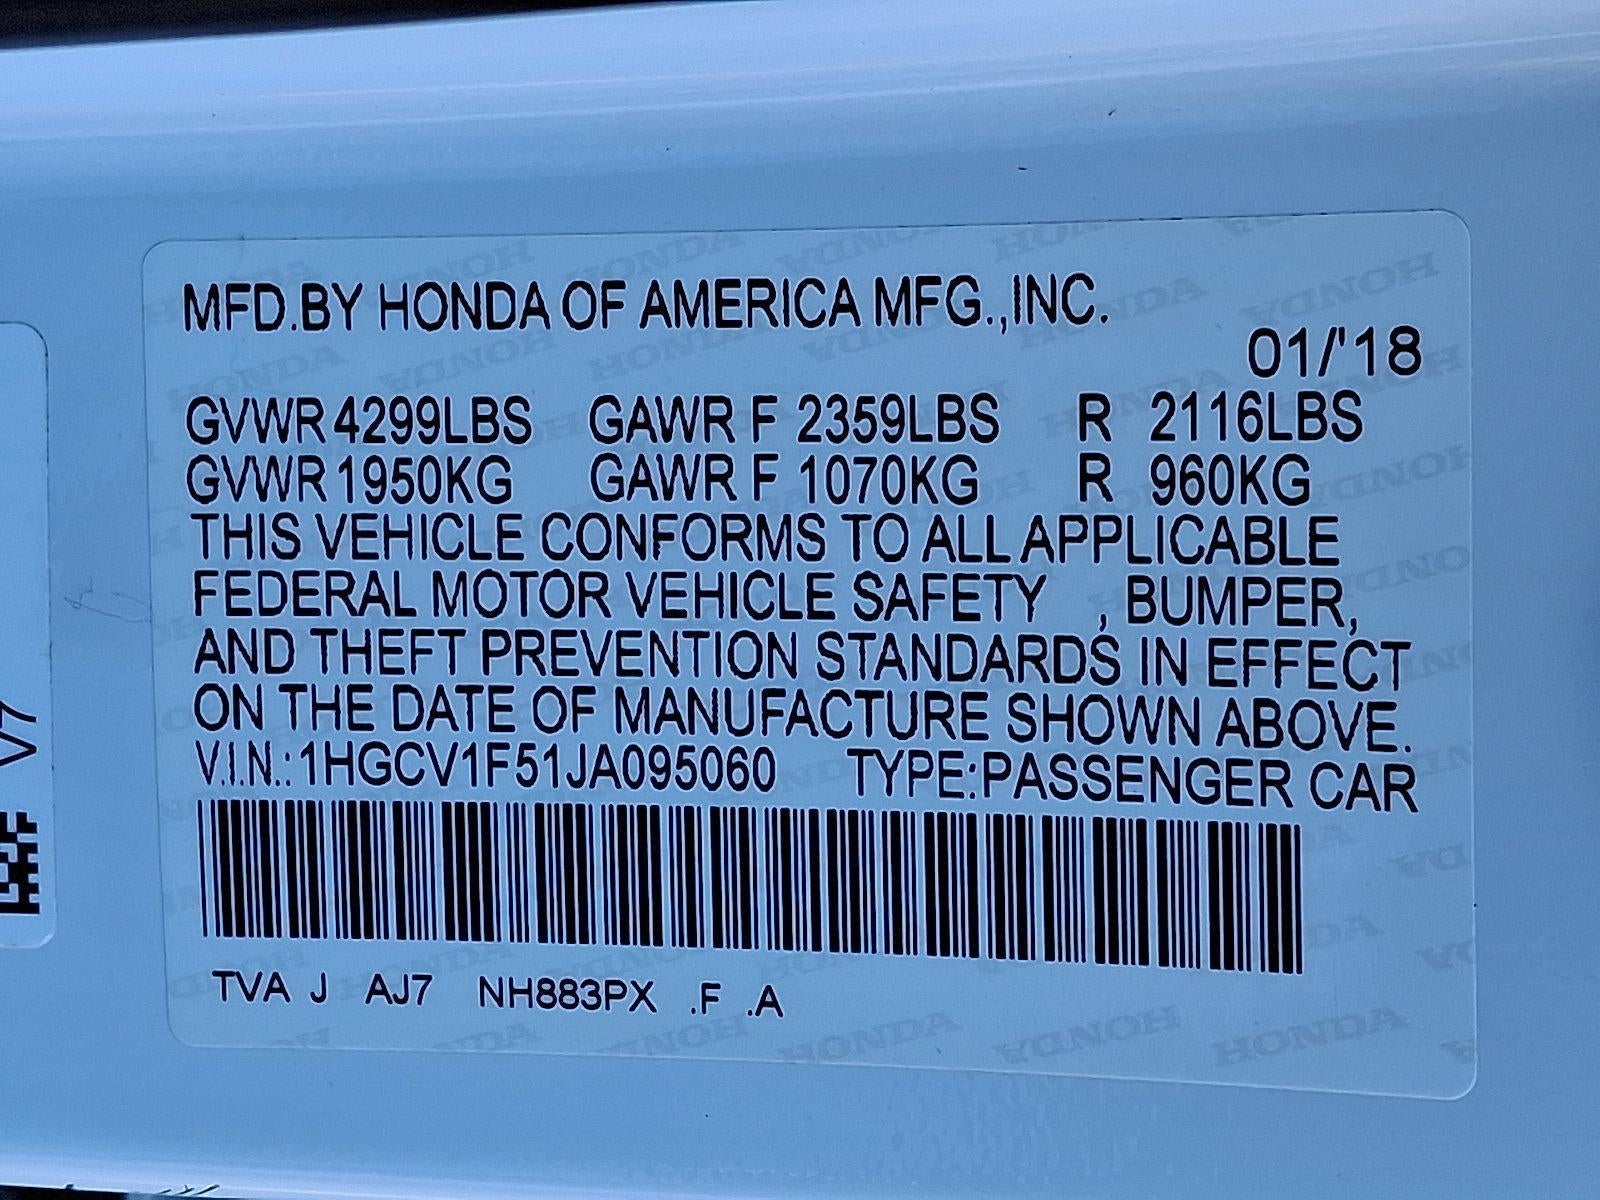 MFD.BY HONDA OF AMERICA MFG.,INC.
01/'18
GVWR 4299LBS GAWR F 2359LBS R 2116LBS
GVWR 1950KG GAWR F 1070KG R 960KG
THIS VEHICLE CONFORMS TO ALL APPLICABLE
FEDERAL MOTOR VEHICLE SAFETY , BUMPER,
AND THEFT PREVENTION STANDARDS IN EFFECT
ON THE DATE OF MANUFACTURE SHOWN ABOVE.
V.I.N.:1HGCV1F51JA095060 TYPE:PASSENGER CAR
TVA J AJ7 NH883PX .F .A
V7